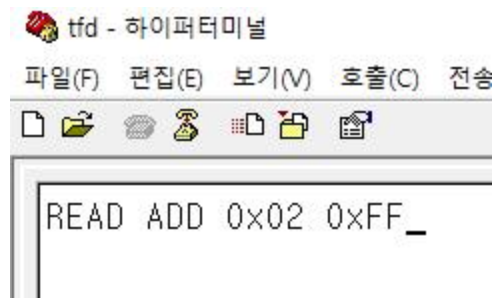 tfd - 하이퍼터미널
파일(F) 편집(E) 보기(V) 호출(C) 전송
READ ADD 0x02 0xFF_